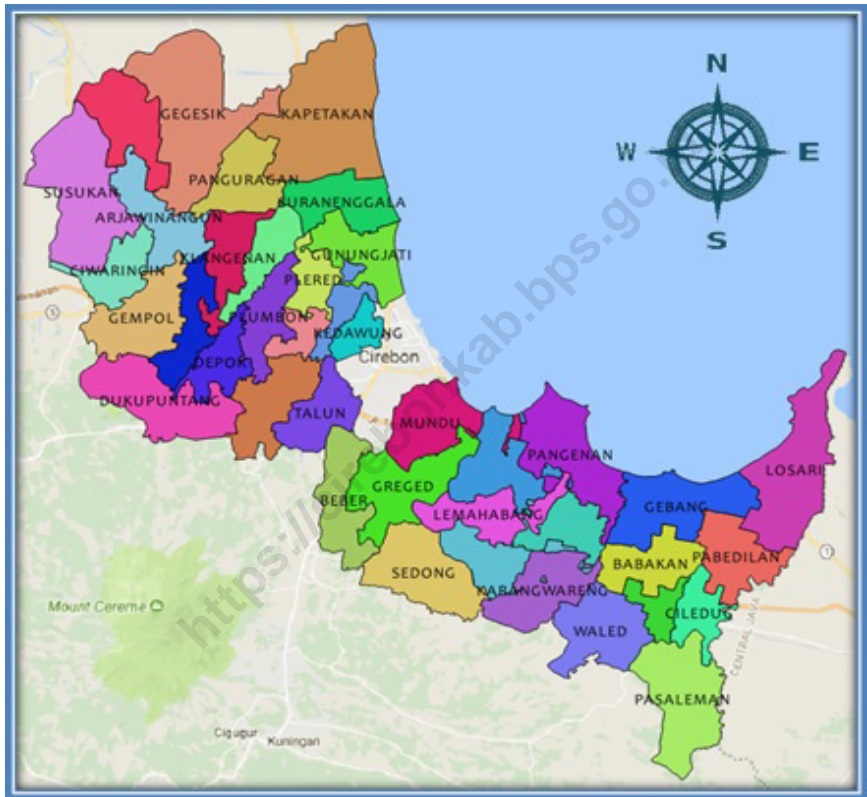 N
W E
S
GEGESIK
KAPETAKAN
SUSUKAN
PANGURAGAN
SURANENGGALA
ARJAWINANGUN
CIWARINGIN
KLANGENAN
GUNUNGJATI
PLERED
GEMPOL
PLUMBON
KEDAWUNG
Cirebon
DEPOK
DUKUPUNTANG
TALUN
MUNDU
PANGENAN
LOSARI
BEBER
GREGED
LEMAHABANG
GEBANG
SEDONG
KARANGWARENG
BABAKAN
PABEDILAN
CILEDUG
WALED
PASALEMAN
Mount Cereme
CENTRAL JAVA
Cigugur
Kuningan
https://cirebonkab.bps.go.id